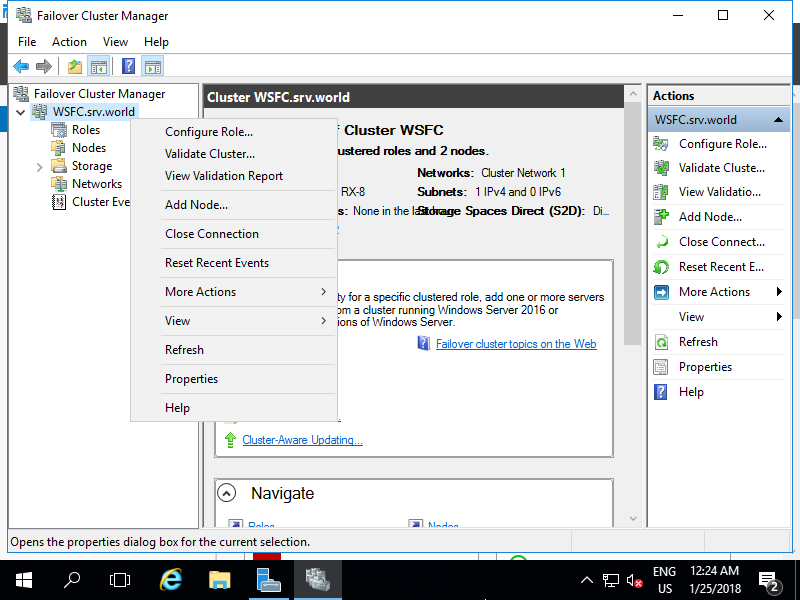 Failover Cluster Manager
File Action View Help
Failover Cluster Manager
WSFC.srv.world
Roles
Nodes
Storage
Networks
Cluster Eve
Configure Role...
Validate Cluster...
View Validation Report
Add Node...
Close Connection
Reset Recent Events
More Actions
View
Refresh
Properties
Help
Cluster WSFC.srv.world
Cluster WSFC
ustered roles and 2 nodes.
Networks: Cluster Network 1
RX-8 Subnets: 1 IPv4 and 0 IPv6
s: None in the last Storage Spaces Direct (S2D): Di...
ty for a specific clustered role, add one or more servers
om a cluster running Windows Server 2016 or
ions of Windows Server.
Failover cluster topics on the Web
Cluster-Aware Updating...
Navigate
Roles Nodes
Actions
WSFC.srv.world
Configure Role...
Validate Cluste...
View Validatio...
Add Node...
Close Connect...
Reset Recent E...
More Actions
View
Refresh
Properties
Help
Opens the properties dialog box for the current selection.
ENG
US
12:24 AM
1/25/2018
2